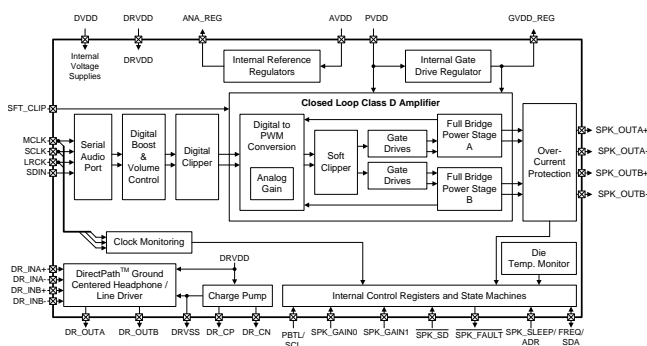 DVDD DRVDD ANA_REG AVDD PVDD GVDD_REG
Internal
Voltage
Supplies
DRVDD
Internal Reference
Regulators
Internal Gate
Drive Regulator
SFT_CLIP
MCLK
SCLK
LRCK
SDIN
Serial
Audio
Port
Digital
Boost
&
Volume
Control
Digital
Clipper
Closed Loop Class D Amplifier
Digital to
PWM
Conversion
Analog
Gain
Soft
Clipper
Gate
Drives
Gate
Drives
Full Bridge
Power Stage
A
Full Bridge
Power Stage
B
Over-
Current
Protection
SPK_OUTA+
SPK_OUTA-
SPK_OUTB+
SPK_OUTB-
Clock Monitoring
Die
Temp. Monitor
DR_INA+
DR_INA-
DR_INB+
DR_INB-
DirectPath™ Ground
Centered Headphone /
Line Driver
DRVDD
Charge Pump
Internal Control Registers and State Machines
DR_OUTA DR_OUTB DRVSS DR_CP DR_CN
PBTL/
SCL
SPK_GAIN0 SPK_GAIN1 SPK_SD SPK_FAULT
SPK_SLEEP/
ADR
FREQ/
SDA